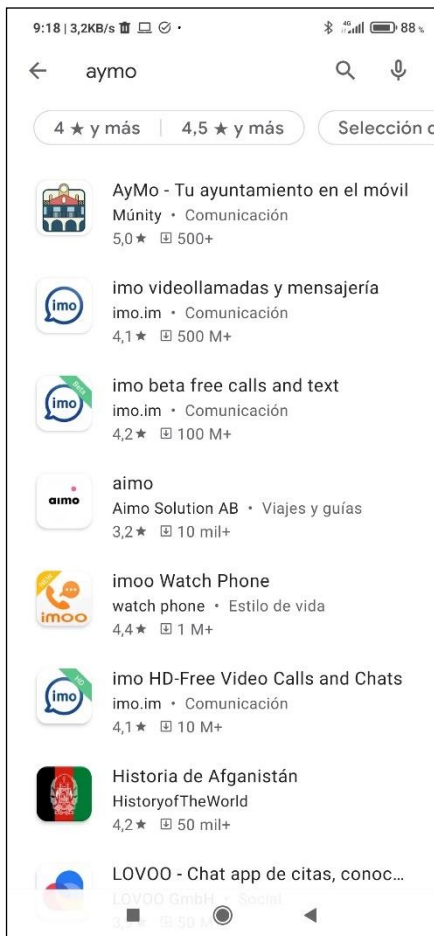 9:18 | 3,2KB/s
4G 88%
aymo
4 ★ y más | 4,5 ★ y más
Selección d
AyMo - Tu ayuntamiento en el móvil
Múnity • Comunicación
5,0★ 500+
imo
imo videollamadas y mensajería
imo.im • Comunicación
4,1★ 500 M+
imo
Beta
imo beta free calls and text
imo.im • Comunicación
4,2★ 100 M+
aimo
aimo
Aimo Solution AB • Viajes y guías
3,2★ 10 mil+
NEW
imoo
imoo Watch Phone
watch phone • Estilo de vida
4,4★ 1 M+
imo
HD
imo HD-Free Video Calls and Chats
imo.im • Comunicación
4,1★ 10 M+
Historia de Afganistán
HistoryofTheWorld
4,2★ 50 mil+
LOVOO - Chat app de citas, conoc...
LOVOO GmbH • Social
50 M+